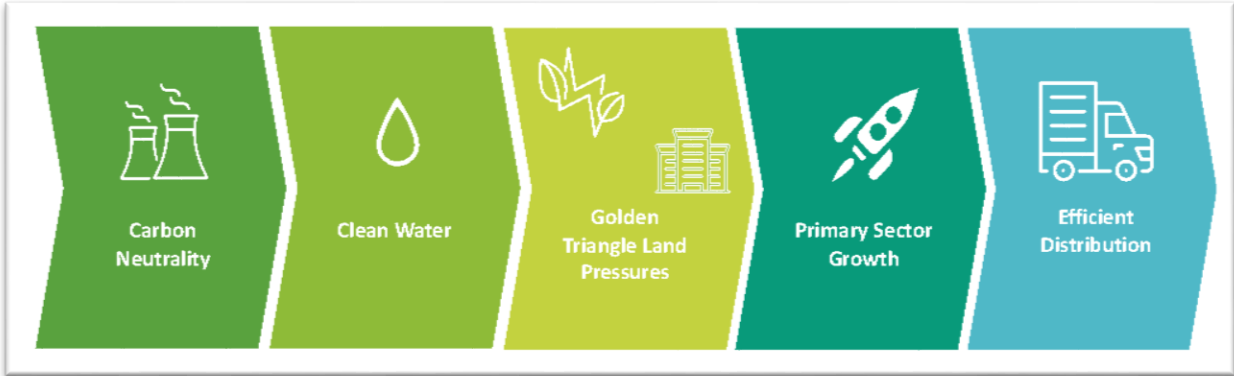 Carbon
Neutrality
Clean Water
Golden
Triangle Land
Pressures
Primary Sector
Growth
Efficient
Distribution